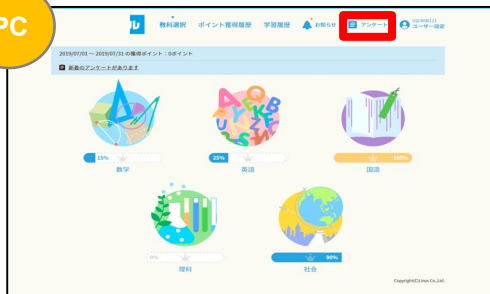 PC
教科選択 ポイント獲得履歴 学習履歴 お知らせ アンケート
ユーザー設定
2019/07/01 ～ 2019/07/31 の獲得ポイント：0ポイント
新着のアンケートがあります
15%
25%
100%
数学
英語
国語
0%
90%
理科
社会